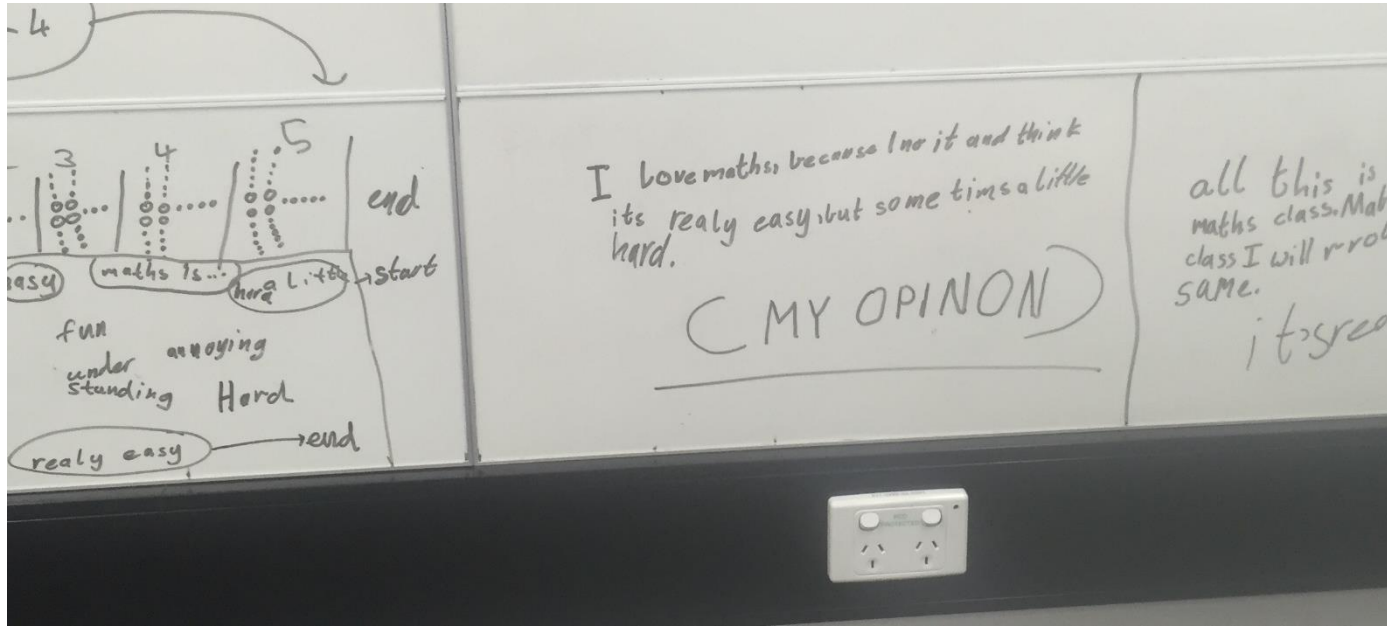 4
3 4 5
end
easy maths is... hard a little start
fun
annoying
under
standing
Hard
realy easy end
I love maths, because I no it and think
its realy easy, but some tims a little
hard.
(MY OPINON)
all this is
maths class.
class I will
same.